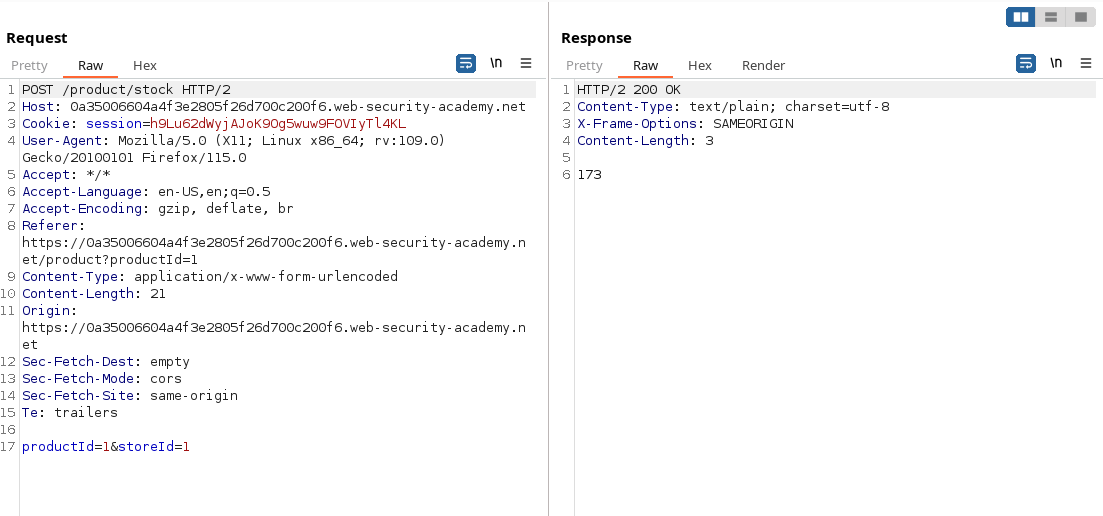 Request
Pretty Raw Hex
\n
1 POST /product/stock HTTP/2
2 Host: 0a35006604a4f3e2805f26d700c200f6.web-security-academy.net
3 Cookie: session=h9Lu62dWyjAJoK9Og5wuw9FOVIyTl4KL
4 User-Agent: Mozilla/5.0 (X11; Linux x86_64; rv:109.0)
Gecko/20100101 Firefox/115.0
5 Accept: */*
6 Accept-Language: en-US,en;q=0.5
7 Accept-Encoding: gzip, deflate, br
8 Referer:
https://0a35006604a4f3e2805f26d700c200f6.web-security-academy.n
et/product?productId=1
9 Content-Type: application/x-www-form-urlencoded
10 Content-Length: 21
11 Origin:
https://0a35006604a4f3e2805f26d700c200f6.web-security-academy.n
et
12 Sec-Fetch-Dest: empty
13 Sec-Fetch-Mode: cors
14 Sec-Fetch-Site: same-origin
15 Te: trailers
16
17 productId=1&storeId=1
Response
Pretty Raw Hex Render
\n
1 HTTP/2 200 OK
2 Content-Type: text/plain; charset=utf-8
3 X-Frame-Options: SAMEORIGIN
4 Content-Length: 3
5
6 173